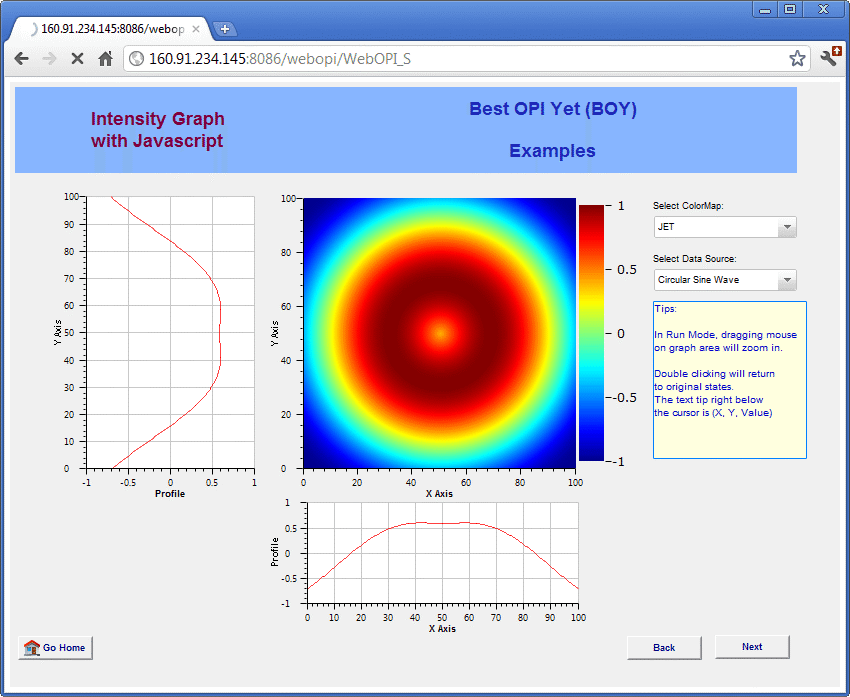 160.91.234.145:8086/webop
160.91.234.145:8086/webopi/WebOPI_S
Intensity Graph
with Javascript
Best OPI Yet (BOY)
Examples
100
90
80
70
60
50
40
30
20
10
0
Y Axis
-1 -0.5 0 0.5 1
Profile
100
80
60
40
20
0
Y Axis
0 20 40 60 80 100
X Axis
1
0.5
0
-0.5
-1
Select ColorMap:
JET
Select Data Source:
Circular Sine Wave
Tips:
In Run Mode, dragging mouse
on graph area will zoom in.
Double clicking will return
to original states.
The text tip right below
the cursor is (X, Y, Value)
1
0.5
0
-0.5
-1
Profile
0 10 20 30 40 50 60 70 80 90 100
X Axis
Go Home
Back
Next